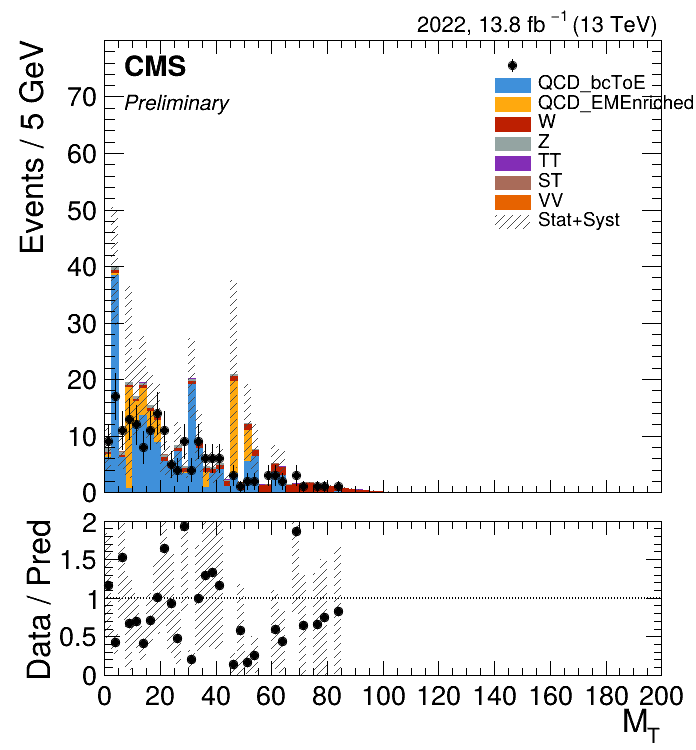 2022, 13.8 fb⁻¹ (13 TeV)
CMS
Preliminary
Events / 5 GeV
70
60
50
40
30
20
10
0
QCD_bcToE
QCD_EMEnriched
W
Z
TT
ST
VV
Stat+Syst
Data / Pred
2
1.5
1
0.5
0
0 20 40 60 80 100 120 140 160 180 200
M_T